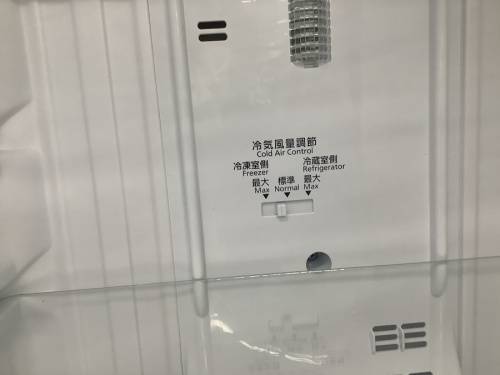 冷気風量調節
Cold Air Control
冷凍室側 冷蔵室側
Freezer Refrigerator
最大 標準 最大
Max Normal Max